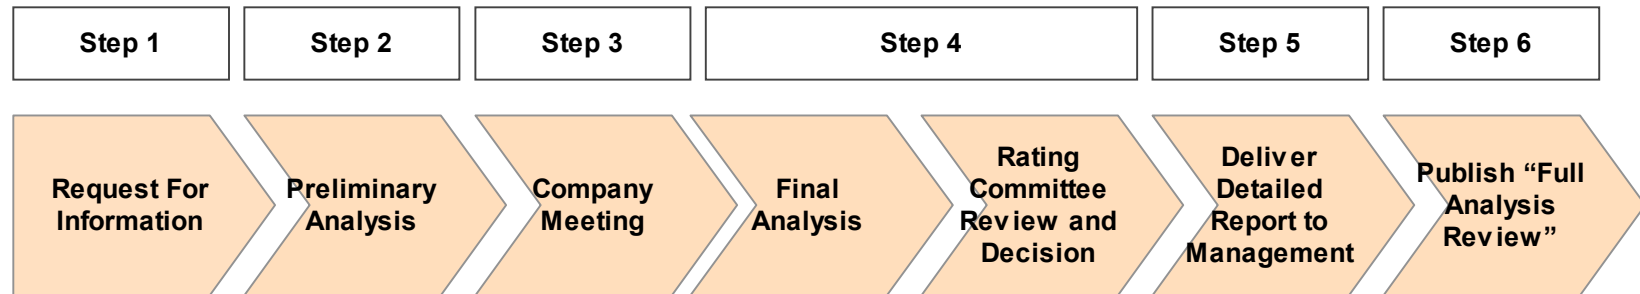 Step 1
Step 2
Step 3
Step 4
Step 5
Step 6
Request For
Information
Preliminary
Analysis
Company
Meeting
Final
Analysis
Rating
Committee
Review and
Decision
Deliver
Detailed
Report to
Management
Publish “Full
Analysis
Review”